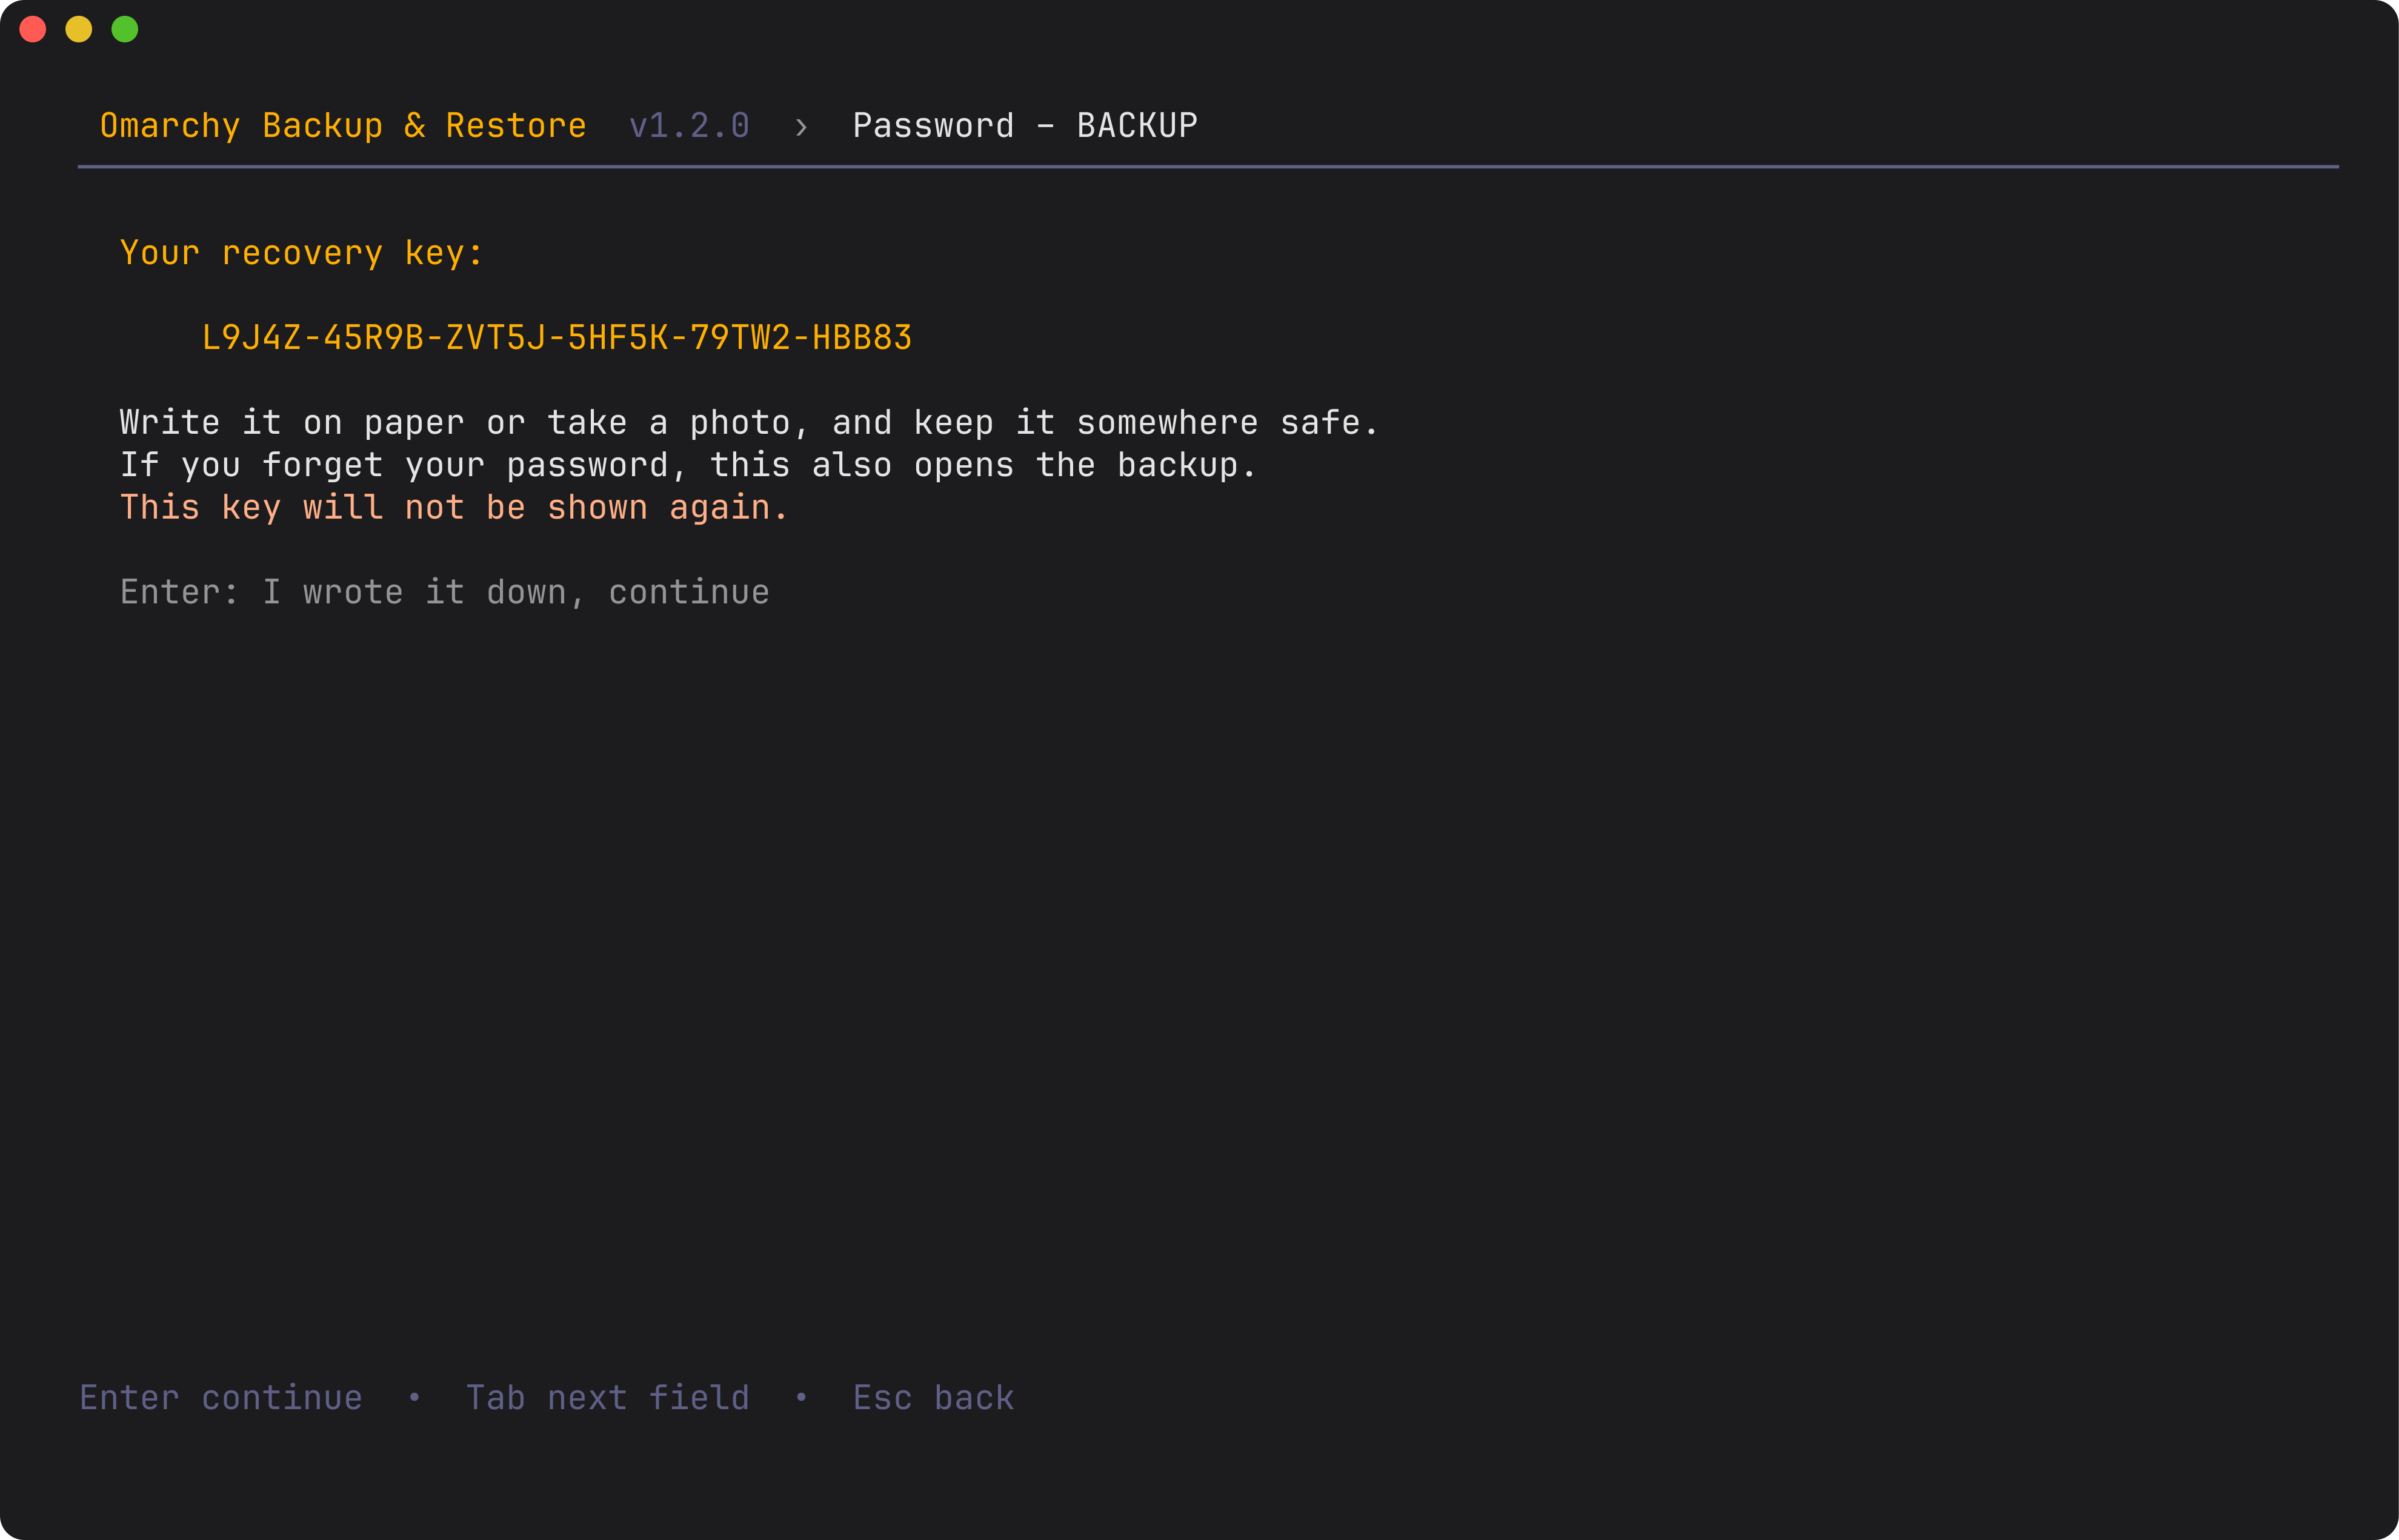 Omarchy Backup & Restore v1.2.0 › Password – BACKUP
Your recovery key:
L9J4Z-45R9B-ZVT5J-5HF5K-79TW2-HBB83
Write it on paper or take a photo, and keep it somewhere safe.
If you forget your password, this also opens the backup.
This key will not be shown again.
Enter: I wrote it down, continue
Enter continue • Tab next field • Esc back